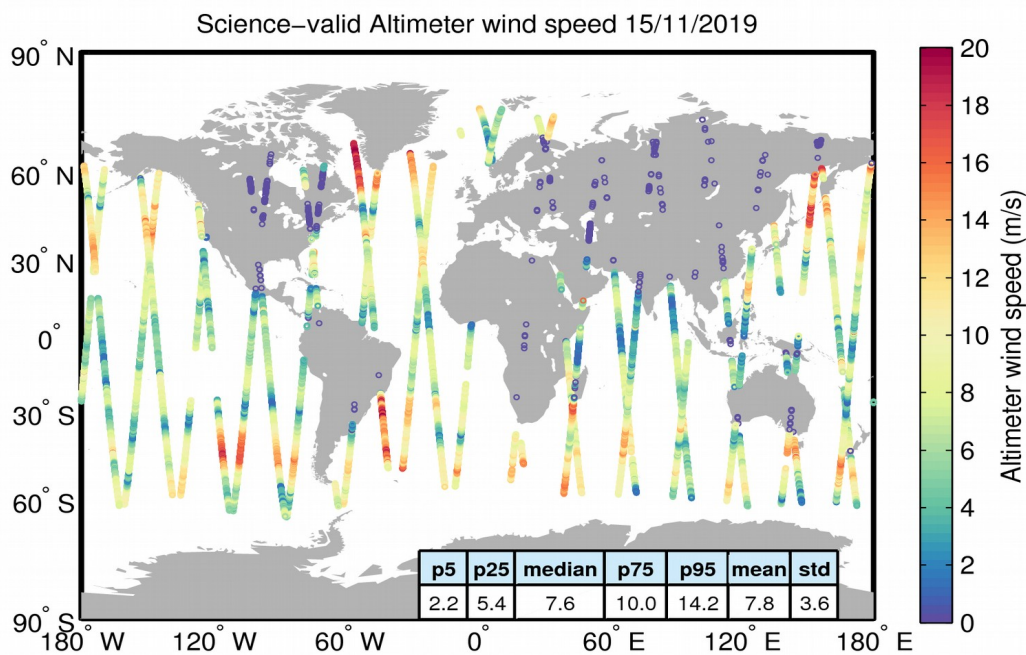 Science−valid Altimeter wind speed 15/11/2019
90° N
60° N
30° N
0°
30° S
60° S
90° S
180° W
120° W
60° W
0°
60° E
120° E
180° E
p5 p25 median p75 p95 mean std
2.2 5.4 7.6 10.0 14.2 7.8 3.6
20
18
16
14
12
10
8
6
4
2
0
Altimeter wind speed (m/s)